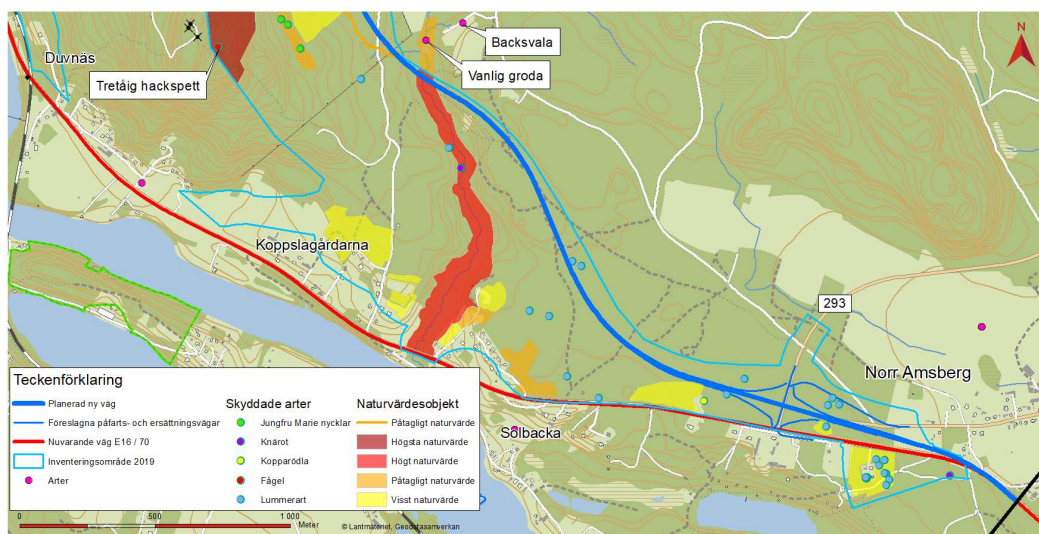 Duvnäs
Backsvala
N
Vanlig groda
Tretåig hackspett
Koppslagårdarna
293
Norr Amsberg
Solbacka
Teckenförklaring
Planerad ny väg
Föreslagna påfarts- och ersättningsvägar
Nuvarande väg E16 / 70
Inventeringsområde 2019
Arter
Skyddade arter
Jungfru Marie nycklar
Knärot
Kopparödla
Fågel
Lummerart
Naturvärdesobjekt
Påtagligt naturvärde
Högsta naturvärde
Högt naturvärde
Påtagligt naturvärde
Visst naturvärde
0 500 1 000
Meter
© Lantmäteriet, Geodatasamverkan